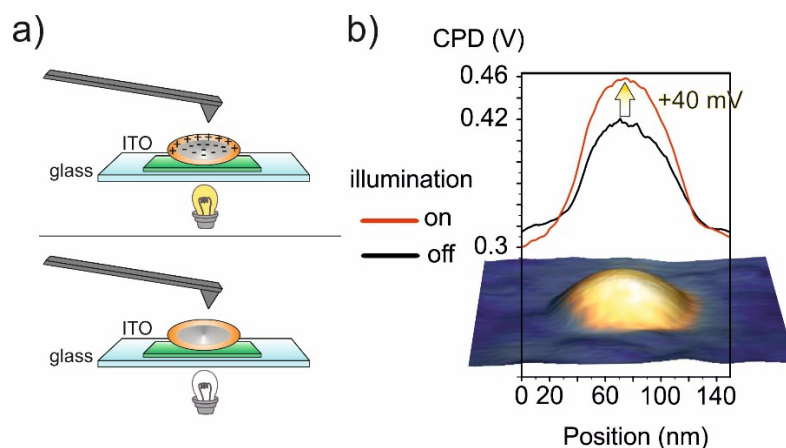 a)
ITO
+ + + + + + +
- - - - -
glass
ITO
glass
b)
CPD (V)
0.46
+40 mV
0.42
illumination
on
off
0.3
0 20 60 100 140
Position (nm)